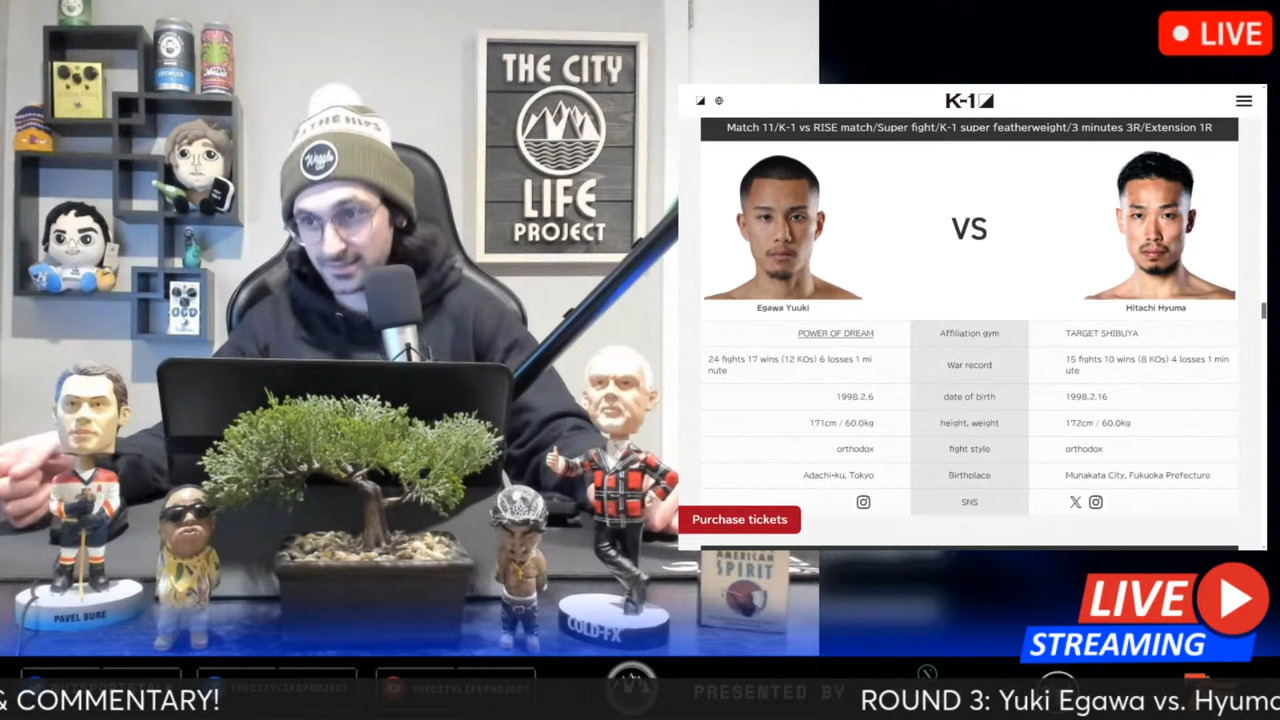 LIVE
THE CITY
LIFE
PROJECT
K-1
Match 11/K-1 vs RISE match/Super fight/K-1 super featherweight/3 minutes 3R/Extension 1R
VS
Egawa Yuuki
Hitachi Hyuma
POWER OF DREAM
Affiliation gym
TARGET SHIBUYA
24 fights 17 wins (12 KOs) 6 losses 1 mi
nute
War record
15 fights 10 wins (8 KOs) 4 losses 1 min
ute
1998.2.6
date of birth
1998.2.16
171cm / 60.0kg
height, weight
172cm / 60.0kg
orthodox
fight style
orthodox
Adachi-ku, Tokyo
Birthplace
Munakata City, Fukuoka Prefecture
SNS
Purchase tickets
OCD
PAVEL BURE
COLD-FX
AMERICAN
SPIRIT
LIVE
STREAMING
THECITYLIFEPROJECT
THECITYLIFEPROJECT
PRESENTED BY
& COMMENTARY!
ROUND 3: Yuki Egawa vs. Hyuma